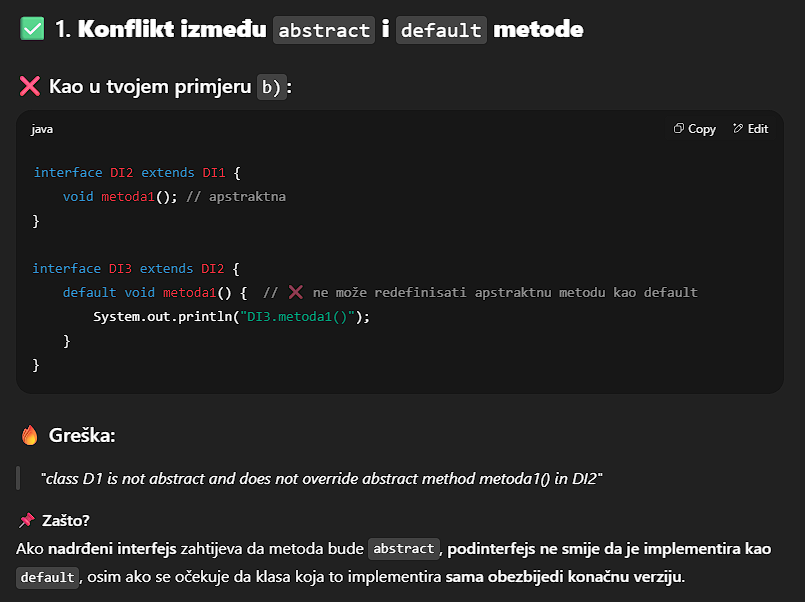 ✅ 1. Konflikt između abstract i default metode
❌ Kao u tvojem primjeru b):
java Copy Edit
interface DI2 extends DI1 {
    void metoda1(); // apstraktna
}
interface DI3 extends DI2 {
    default void metoda1() {  // ❌ ne može redefinisati apstraktnu metodu kao default
        System.out.println("DI3.metoda1()");
    }
}
🔥 Greška:
"class D1 is not abstract and does not override abstract method metoda1() in DI2"
📌 Zašto?
Ako nadrđeni interfejs zahtijeva da metoda bude abstract, podinterfejs ne smije da je implementira kao
default, osim ako se očekuje da klasa koja to implementira sama obezbijedi konačnu verziju.